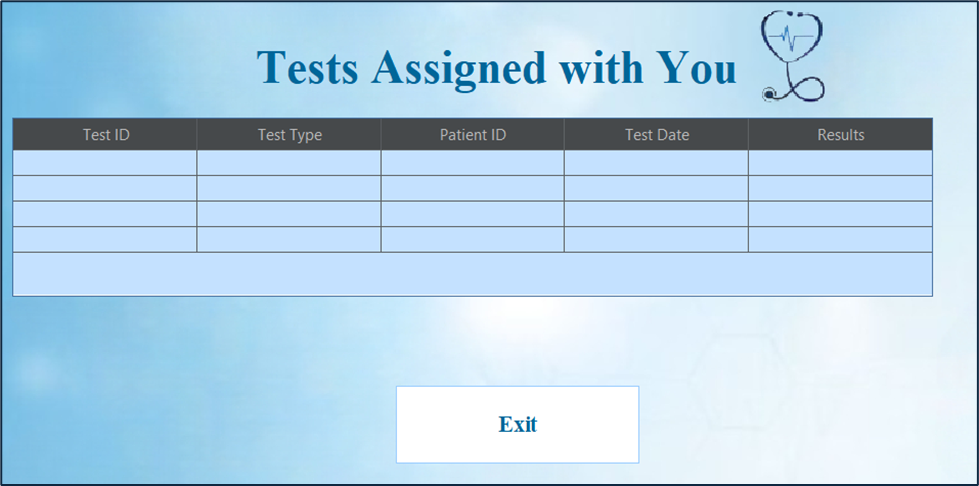 Tests Assigned with You
Test ID Test Type Patient ID Test Date Results
Exit